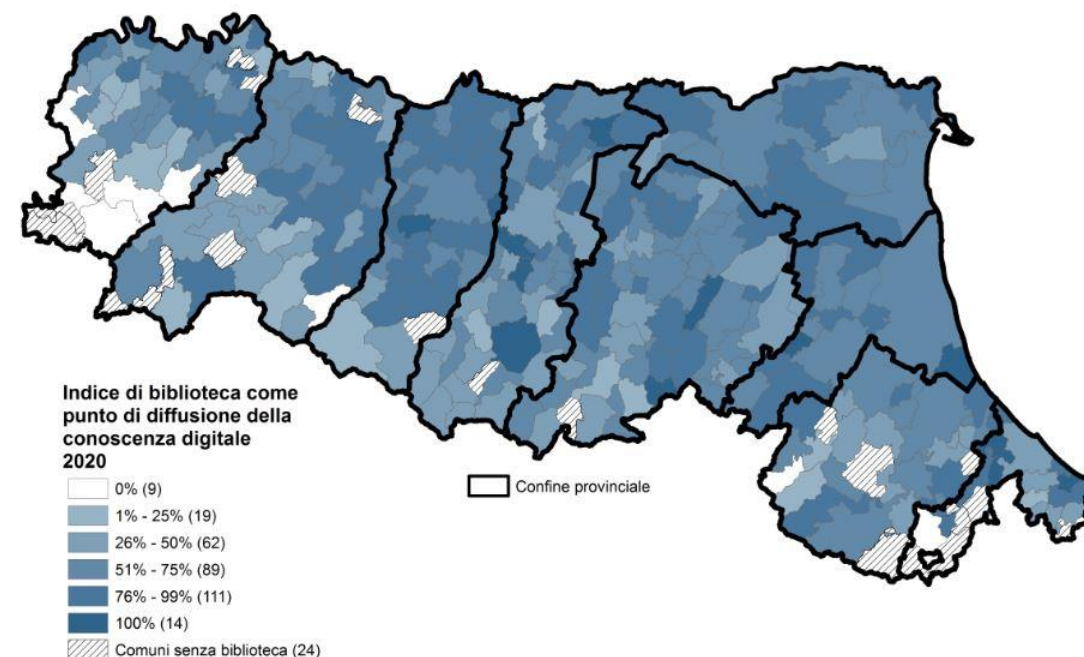 Indice di biblioteca come
punto di diffusione della
conoscenza digitale
2020
0% (9)
1% - 25% (19)
26% - 50% (62)
51% - 75% (89)
76% - 99% (111)
100% (14)
Comuni senza biblioteca (24)
Confine provinciale